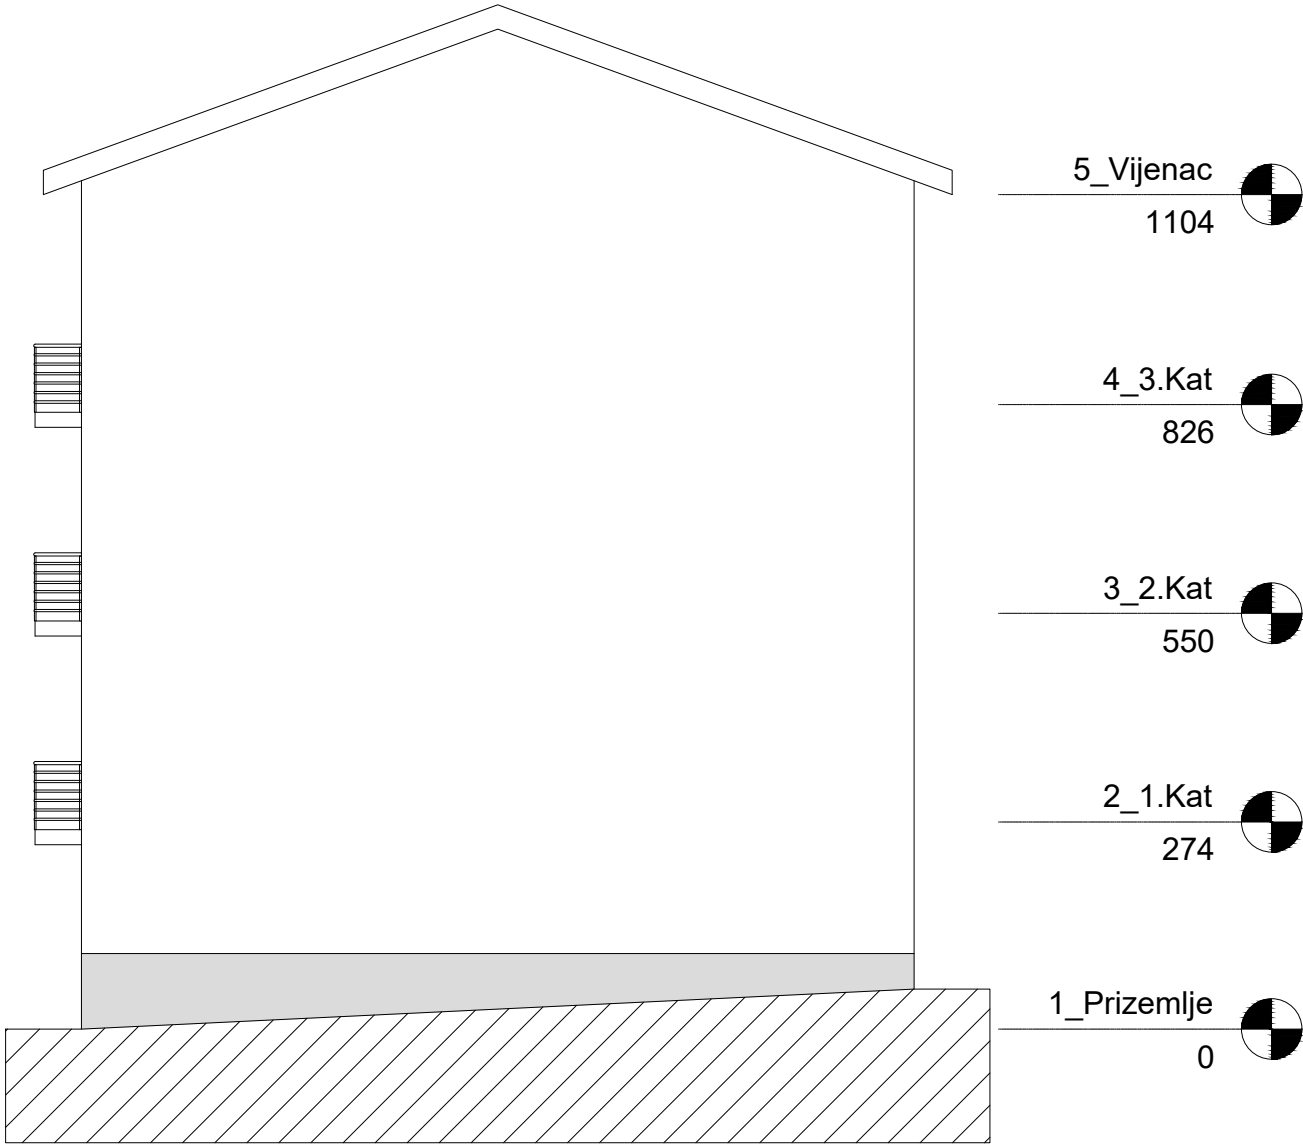 5_Vijenac
1104
4_3.Kat
826
3_2.Kat
550
2_1.Kat
274
1_Prizemlje
0